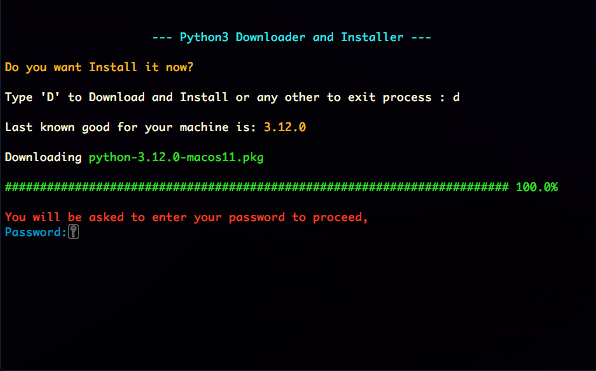 --- Python3 Downloader and Installer ---
Do you want Install it now?
Type 'D' to Download and Install or any other to exit process : d
Last known good for your machine is: 3.12.0
Downloading python-3.12.0-macos11.pkg
######################################################################## 100.0%
You will be asked to enter your password to proceed,
Password: